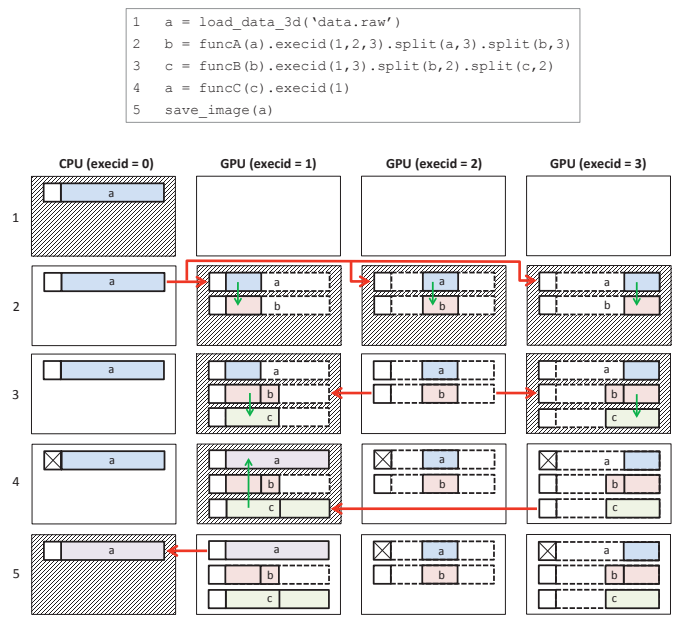 1 a = load_data_3d(‘data.raw’)
2 b = funcA(a).execid(1,2,3).split(a,3).split(b,3)
3 c = funcB(b).execid(1,3).split(b,2).split(c,2)
4 a = funcC(c).execid(1)
5 save_image(a)
CPU (execid = 0) GPU (execid = 1) GPU (execid = 2) GPU (execid = 3)
1 a
2 a a a a
b b b
3 a a a a
b b b
c c
4 a a a a
b b b
c c
5 a a a a
b b b
c c